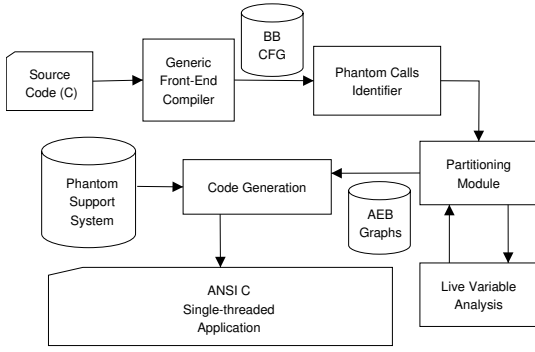 BB
CFG
Source
Code (C)
Generic
Front-End
Compiler
Phantom Calls
Identifier
Phantom
Support
System
Code Generation
AEB
Graphs
Partitioning
Module
Live Variable
Analysis
ANSI C
Single-threaded
Application